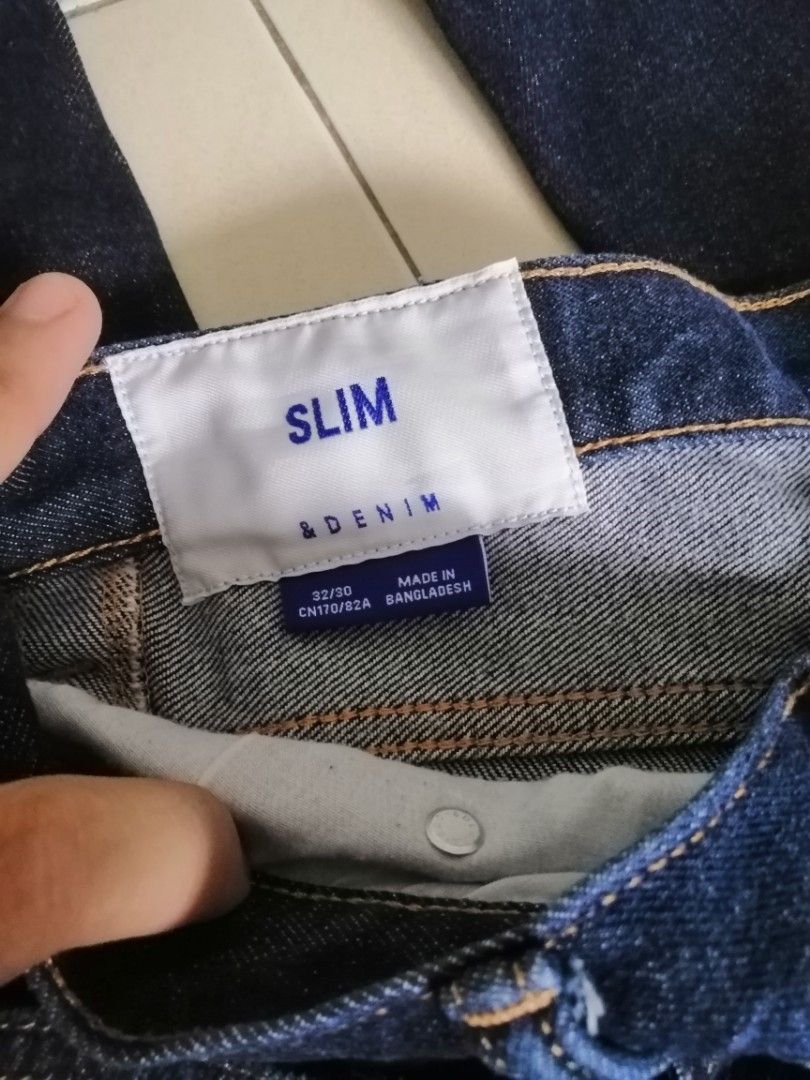 SLIM
& DENIM
32/30
CN170/82A
MADE IN
BANGLADESH